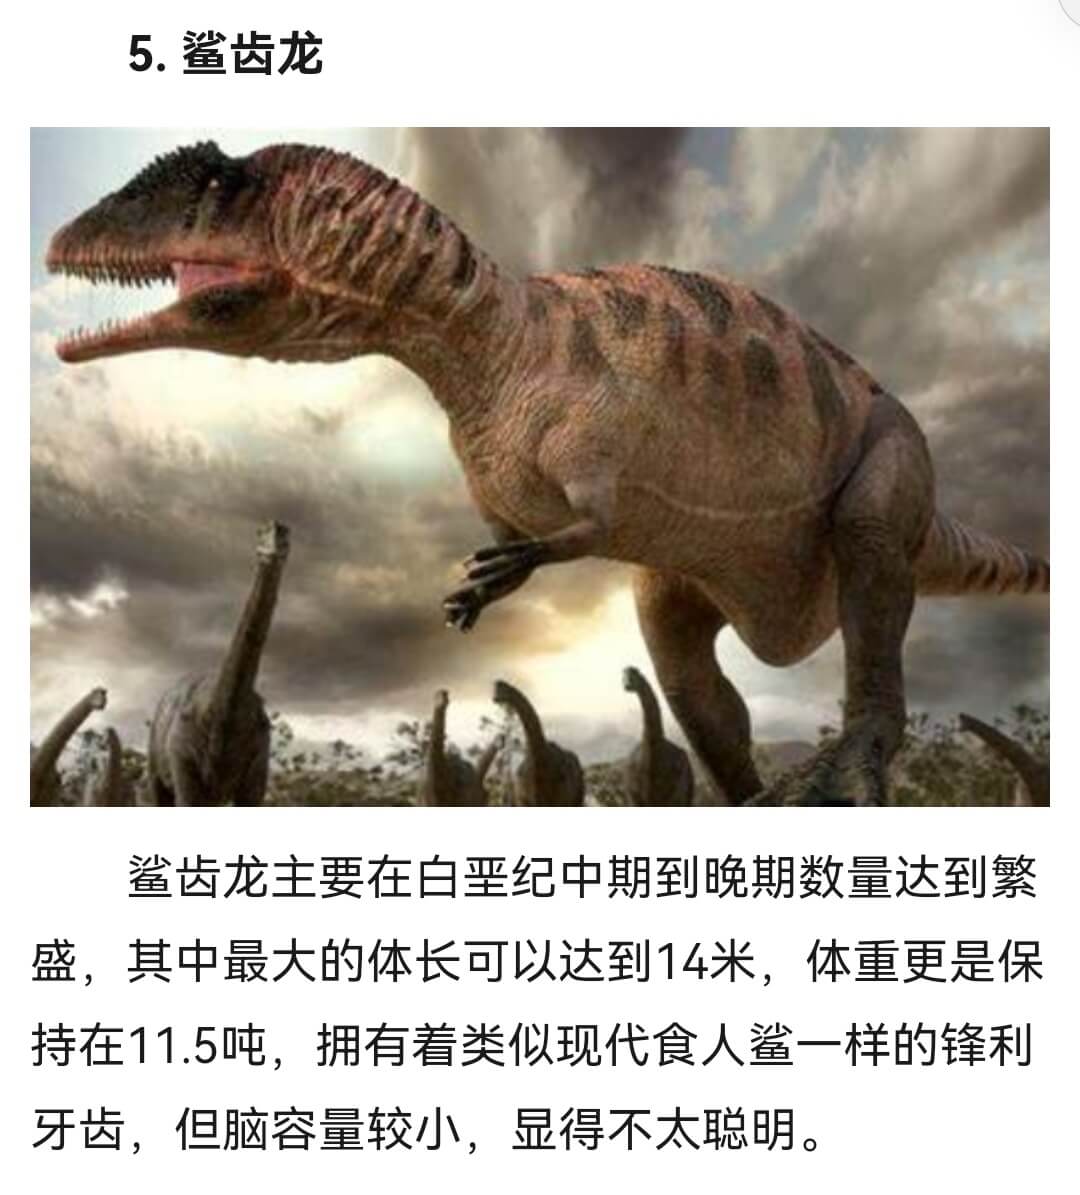 5. 鲨齿龙
鲨齿龙主要在白垩纪中期到晚期数量达到繁
盛，其中最大的体长可以达到14米，体重更是保
持在11.5吨，拥有着类似现代食人鲨一样的锋利
牙齿，但脑容量较小，显得不太聪明。